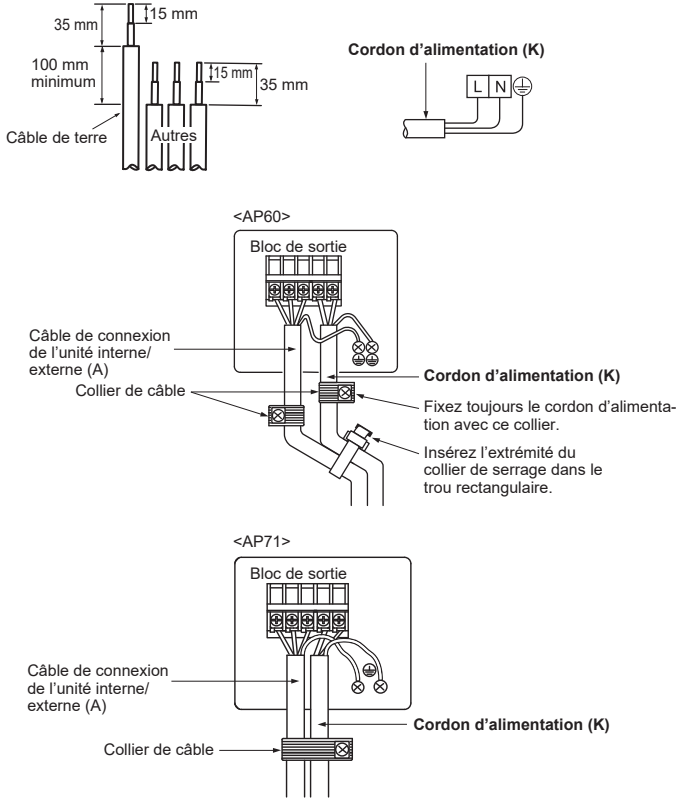 35 mm
15 mm
100 mm
minimum
15 mm
35 mm
Câble de terre
Autres
Cordon d’alimentation (K)
L N
<AP60>
Bloc de sortie
Câble de connexion
de l’unité interne/
externe (A)
Collier de câble
Cordon d’alimentation (K)
Fixez toujours le cordon d’alimenta-
tion avec ce collier.
Insérez l’extrémité du
collier de serrage dans le
trou rectangulaire.
<AP71>
Bloc de sortie
Câble de connexion
de l’unité interne/
externe (A)
Cordon d’alimentation (K)
Collier de câble